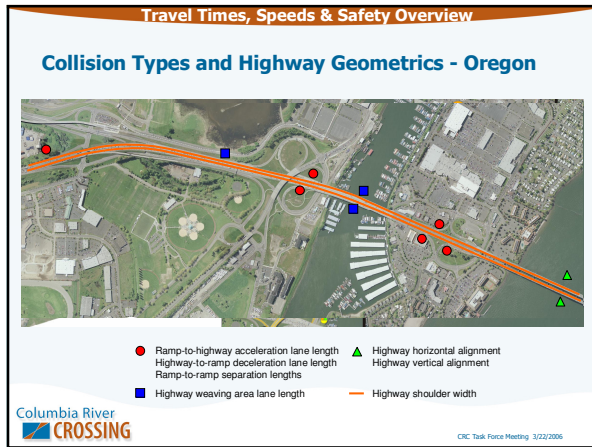 Travel Times, Speeds & Safety Overview
Collision Types and Highway Geometrics - Oregon
Ramp-to-highway acceleration lane length
Highway-to-ramp deceleration lane length
Ramp-to-ramp separation lengths
Highway weaving area lane length
Highway horizontal alignment
Highway vertical alignment
Highway shoulder width
Columbia River
CROSSING
CRC Task Force Meeting 3/22/2006